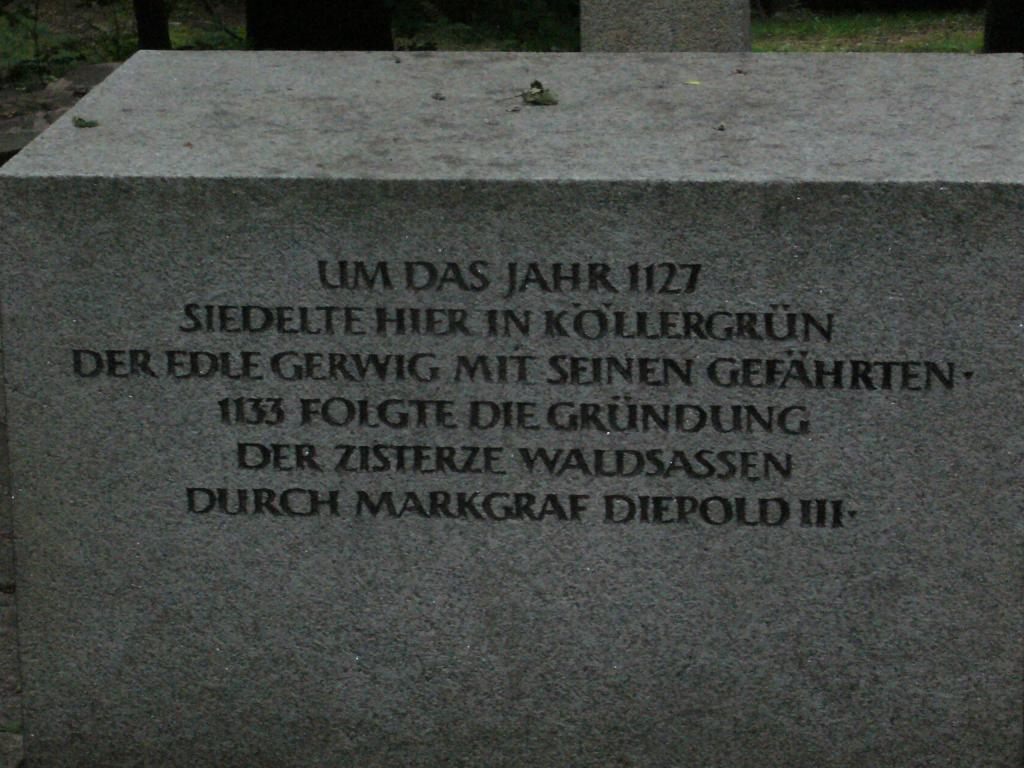 UM DAS JAHR 1127
SIEDELTE HIER IN KÖLLERGRÜN
DER EDLE GERWIG MIT SEINEN GEFÄHRTEN·
1133 FOLGTE DIE GRÜNDUNG
DER ZISTERZE WALDSASSEN
DURCH MARKGRAF DIEPOLD III·